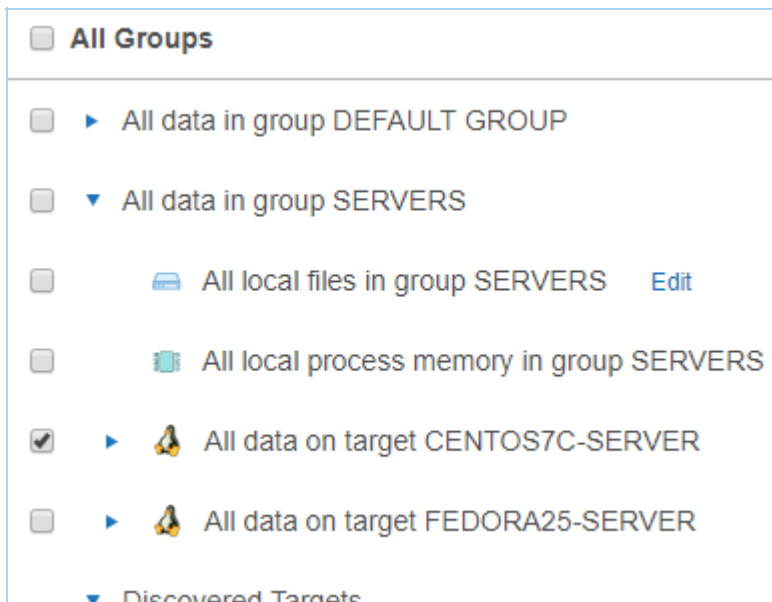 All Groups
All data in group DEFAULT GROUP
All data in group SERVERS
All local files in group SERVERS Edit
All local process memory in group SERVERS
All data on target CENTOS7C-SERVER
All data on target FEDORA25-SERVER
Discovered Targets